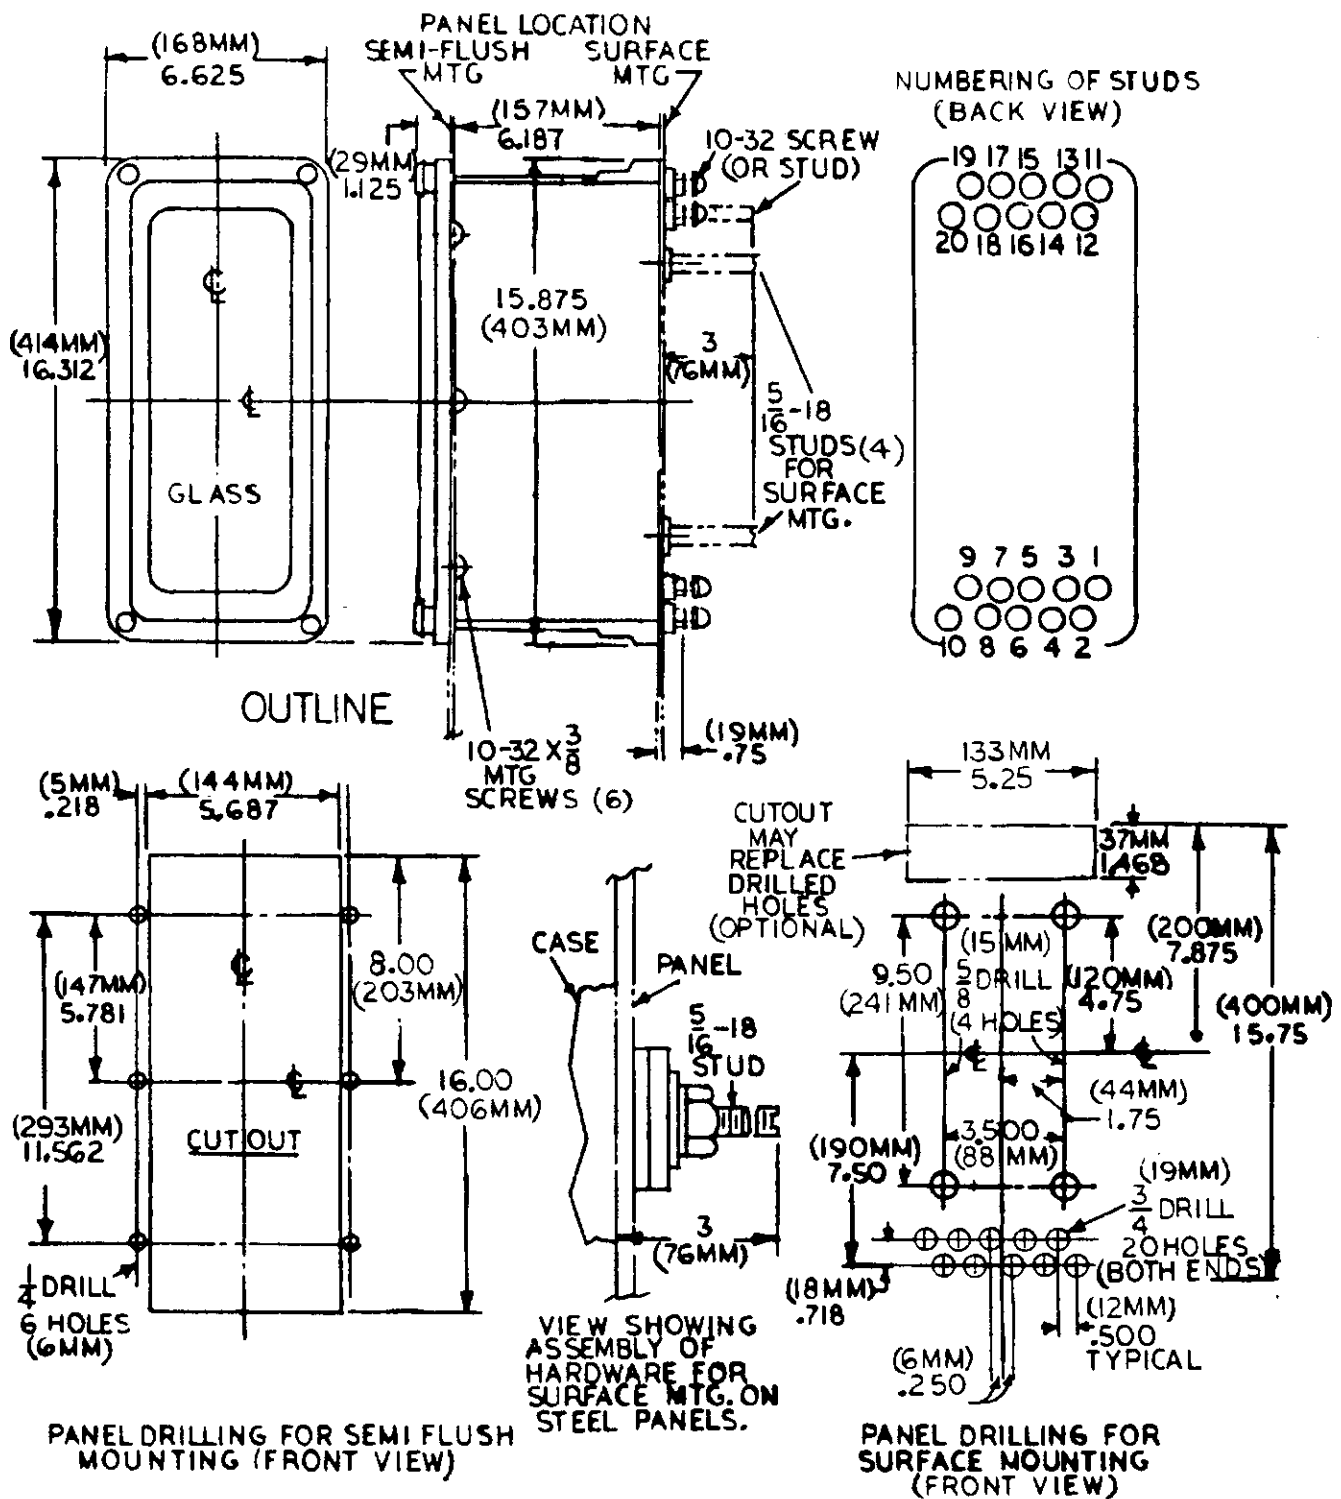 PANEL LOCATION
SEMI-FLUSH MTG
SURFACE MTG
(168MM)
6.625
(157MM)
6.187
(29MM)
1.125
10-32 SCREW
(OR STUD)
15.875
(403MM)
(414MM)
16.312
3
(76MM)
5/16-18
STUDS (4)
FOR
SURFACE
MTG.
℄
℄
GLASS
OUTLINE
10-32 X 3/8
MTG
SCREWS (6)
(19MM)
.75
NUMBERING OF STUDS
(BACK VIEW)
19 17 15 13 11
20 18 16 14 12
9 7 5 3 1
10 8 6 4 2
(5MM)
.218
(144MM)
5.687
(147MM)
5.781
8.00
(203MM)
℄
℄
16.00
(406MM)
(293MM)
11.562
CUTOUT
1/4 DRILL
6 HOLES
(6MM)
PANEL DRILLING FOR SEMI FLUSH
MOUNTING (FRONT VIEW)
CASE
PANEL
5/16-18
STUD
3
(76MM)
VIEW SHOWING
ASSEMBLY OF
HARDWARE FOR
SURFACE MTG. ON
STEEL PANELS.
133MM
5.25
CUTOUT
MAY
REPLACE
DRILLED
HOLES
(OPTIONAL)
37MM
1.468
(200MM)
7.875
(15MM)
5/8 DRILL
(4 HOLES)
9.50
(241MM)
(120MM)
4.75
(400MM)
15.75
℄
℄
(44MM)
1.75
3.500
(88MM)
(190MM)
7.50
(19MM)
3/4 DRILL
20 HOLES
(BOTH ENDS)
(18MM)
.718
(12MM)
.500
TYPICAL
(6MM)
.250
PANEL DRILLING FOR
SURFACE MOUNTING
(FRONT VIEW)